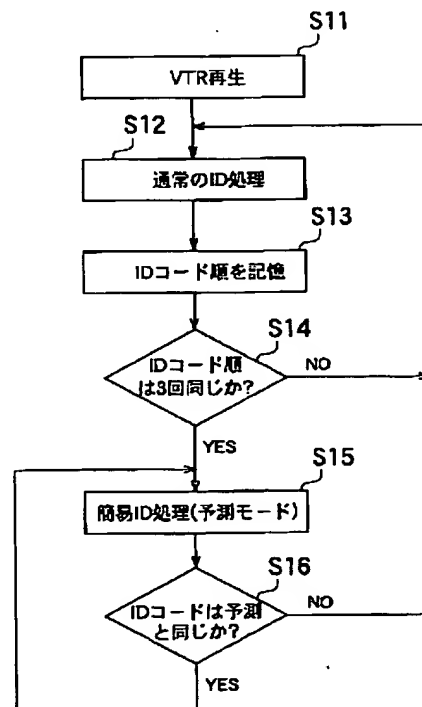 S11
VTR再生
S12
通常のID処理
S13
IDコード順を記憶
S14
IDコード順
は3回同じか?
NO
YES
S15
簡易ID処理(予測モード)
S16
IDコードは予測
と同じか?
NO
YES